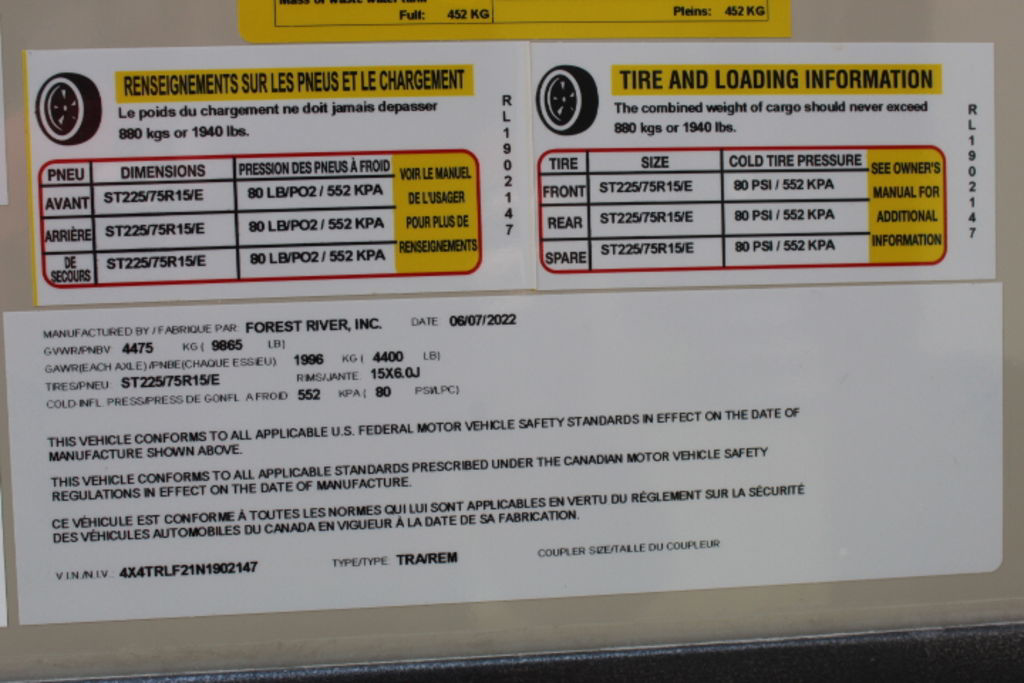 Mass of waste water tank
Full: 452 KG
Pleins: 452 KG
RENSEIGNEMENTS SUR LES PNEUS ET LE CHARGEMENT
Le poids du chargement ne doit jamais depasser
880 kgs or 1940 lbs.
PNEU DIMENSIONS PRESSION DES PNEUS À FROID
AVANT ST225/75R15/E 80 LB/PO2 / 552 KPA
ARRIÈRE ST225/75R15/E 80 LB/PO2 / 552 KPA
DE
SECOURS ST225/75R15/E 80 LB/PO2 / 552 KPA
VOIR LE MANUEL
DE L'USAGER
POUR PLUS DE
RENSEIGNEMENTS
RL1902147
TIRE AND LOADING INFORMATION
The combined weight of cargo should never exceed
880 kgs or 1940 lbs.
TIRE SIZE COLD TIRE PRESSURE
FRONT ST225/75R15/E 80 PSI / 552 KPA
REAR ST225/75R15/E 80 PSI / 552 KPA
SPARE ST225/75R15/E 80 PSI / 552 KPA
SEE OWNER'S
MANUAL FOR
ADDITIONAL
INFORMATION
RL1902147
MANUFACTURED BY / FABRIQUE PAR: FOREST RIVER, INC. DATE 06/07/2022
GVWR/PNBV 4475 KG ( 9865 LB)
GAWR(EACH AXLE)/PNBE(CHAQUE ESSIEU) 1996 KG ( 4400 LB)
TIRES/PNEU ST225/75R15/E RIMS/JANTE 15X6.0J
COLD INFL. PRESS/PRESS DE GONFL A FROID 552 KPA ( 80 PSI/LPC)
THIS VEHICLE CONFORMS TO ALL APPLICABLE U.S. FEDERAL MOTOR VEHICLE SAFETY STANDARDS IN EFFECT ON THE DATE OF
MANUFACTURE SHOWN ABOVE.
THIS VEHICLE CONFORMS TO ALL APPLICABLE STANDARDS PRESCRIBED UNDER THE CANADIAN MOTOR VEHICLE SAFETY
REGULATIONS IN EFFECT ON THE DATE OF MANUFACTURE.
CE VÉHICULE EST CONFORME À TOUTES LES NORMES QUI LUI SONT APPLICABLES EN VERTU DU RÉGLEMENT SUR LA SÉCURITÉ
DES VÉHICULES AUTOMOBILES DU CANADA EN VIGUEUR À LA DATE DE SA FABRICATION.
V.I.N./N.I.V. 4X4TRLF21N1902147 TYPE/TYPE TRA/REM COUPLER SIZE/TAILLE DU COUPLEUR